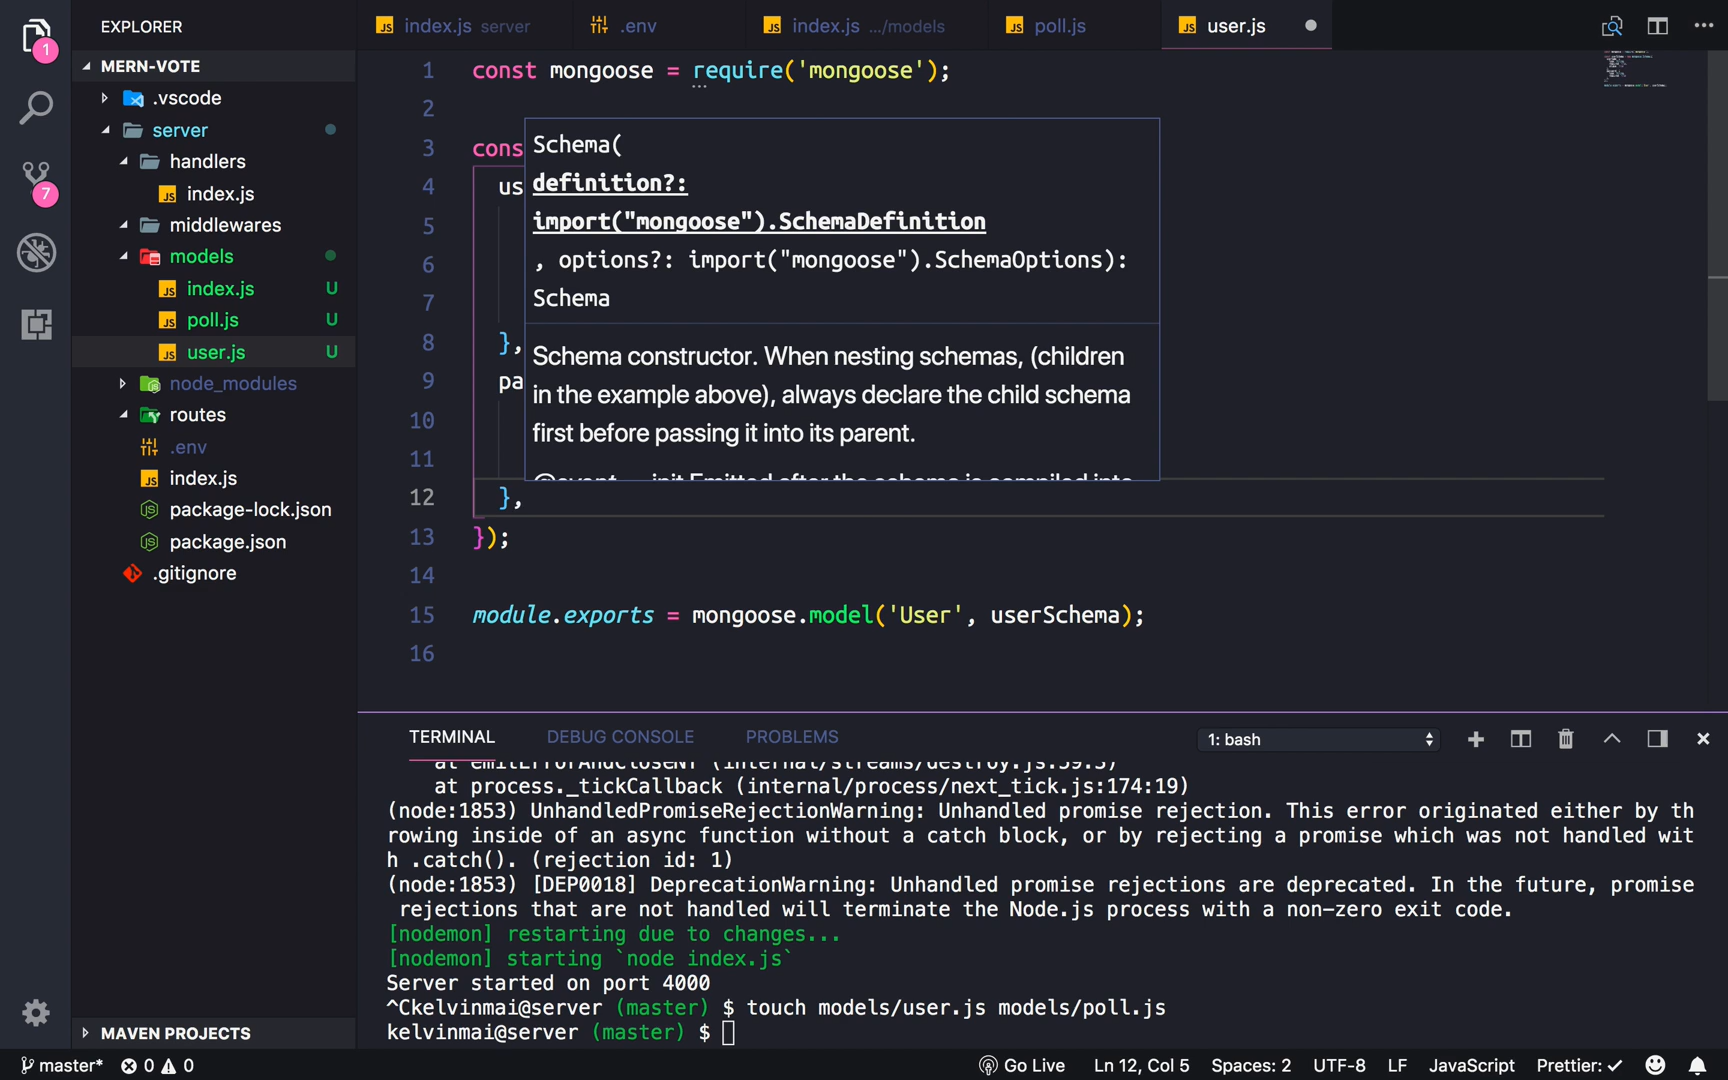 EXPLORER
index.js server
.env
index.js .../models
poll.js
user.js
1
7
MERN-VOTE
.vscode
server
handlers
index.js
middlewares
models
index.js U
poll.js U
user.js U
node_modules
routes
.env
index.js
package-lock.json
package.json
.gitignore
MAVEN PROJECTS
1 const mongoose = require('mongoose');
2
3 cons
4 us
5
6
7
8 },
9 pa
10
11
12 },
13 });
14
15 module.exports = mongoose.model('User', userSchema);
16
Schema(
definition?:
import("mongoose").SchemaDefinition
, options?: import("mongoose").SchemaOptions):
Schema
Schema constructor. When nesting schemas, (children
in the example above), always declare the child schema
first before passing it into its parent.
TERMINAL DEBUG CONSOLE PROBLEMS
1: bash
at emitErrorAndCloseNT (internal/streams/destroy.js:59:3)
at process._tickCallback (internal/process/next_tick.js:174:19)
(node:1853) UnhandledPromiseRejectionWarning: Unhandled promise rejection. This error originated either by th
rowing inside of an async function without a catch block, or by rejecting a promise which was not handled wit
h .catch(). (rejection id: 1)
(node:1853) [DEP0018] DeprecationWarning: Unhandled promise rejections are deprecated. In the future, promise
rejections that are not handled will terminate the Node.js process with a non-zero exit code.
[nodemon] restarting due to changes...
[nodemon] starting `node index.js`
Server started on port 4000
^Ckelvinmai@server (master) $ touch models/user.js models/poll.js
kelvinmai@server (master) $
master* 0 0
Go Live Ln 12, Col 5 Spaces: 2 UTF-8 LF JavaScript Prettier: ✓